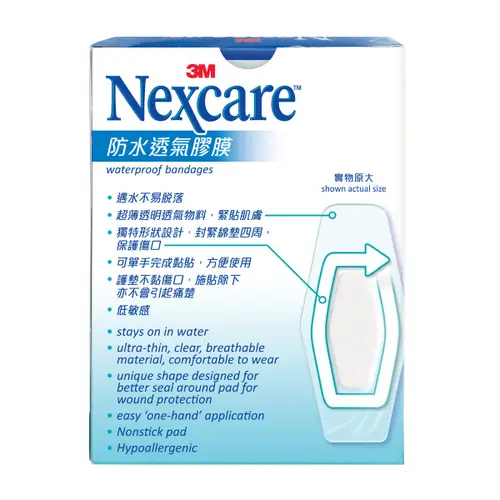 3M
Nexcare™
防水透氣膠膜
waterproof bandages
實物原大
shown actual size
• 遇水不易脱落
• 超薄透明透氣物料，緊貼肌膚
• 獨特形狀設計，封緊綿墊四周，
保護傷口
• 可單手完成黏貼，方便使用
• 護墊不黏傷口，施貼除下
亦不會引起痛楚
• 低敏感
• stays on in water
• ultra-thin, clear, breathable
material, comfortable to wear
• unique shape designed for
better seal around pad for
wound protection
• easy ‘one-hand’ application
• Nonstick pad
• Hypoallergenic